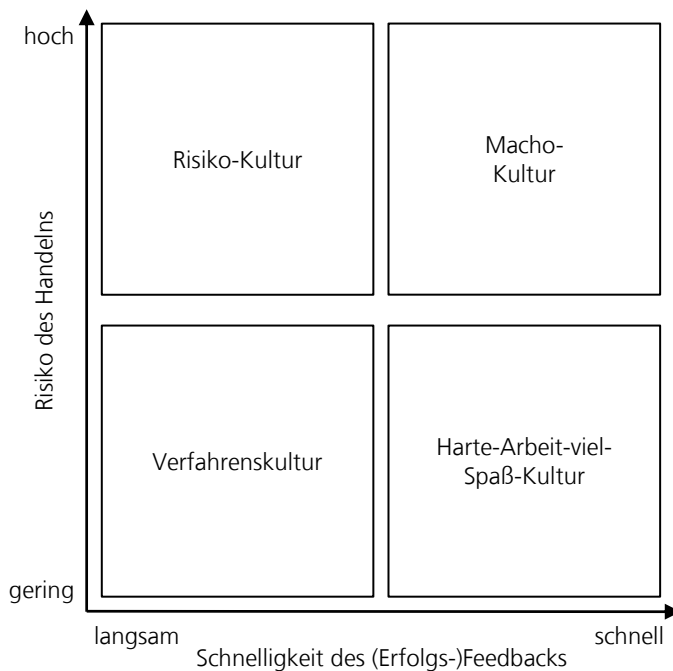 hoch
Risiko-Kultur
Macho-
Kultur
Risiko des Handelns
Verfahrenskultur
Harte-Arbeit-viel-
Spaß-Kultur
gering
langsam
schnell
Schnelligkeit des (Erfolgs-)Feedbacks